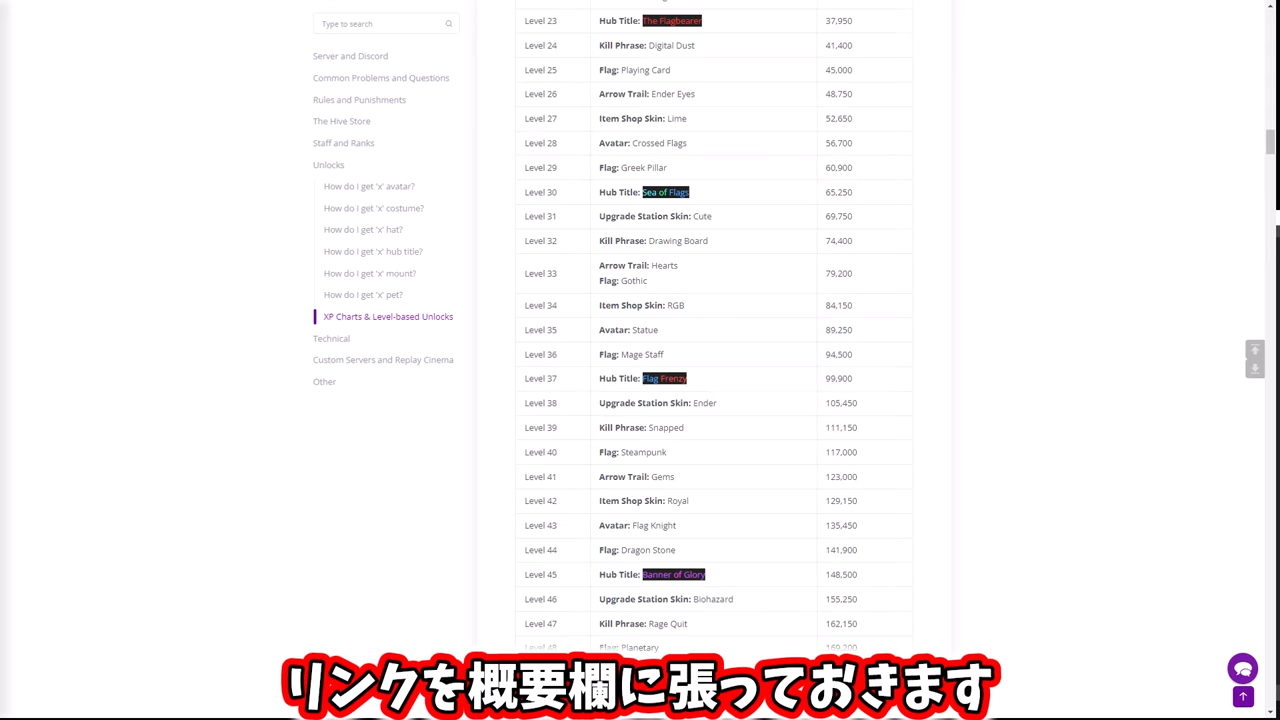 Type to search
Server and Discord
Common Problems and Questions
Rules and Punishments
The Hive Store
Staff and Ranks
Unlocks
How do I get 'x' avatar?
How do I get 'x' costume?
How do I get 'x' hat?
How do I get 'x' hub title?
How do I get 'x' mount?
How do I get 'x' pet?
XP Charts & Level-based Unlocks
Technical
Custom Servers and Replay Cinema
Other
Level 23 Hub Title: The Flagbearer 37,950
Level 24 Kill Phrase: Digital Dust 41,400
Level 25 Flag: Playing Card 45,000
Level 26 Arrow Trail: Ender Eyes 48,750
Level 27 Item Shop Skin: Lime 52,650
Level 28 Avatar: Crossed Flags 56,700
Level 29 Flag: Greek Pillar 60,900
Level 30 Hub Title: Sea of Flags 65,250
Level 31 Upgrade Station Skin: Cute 69,750
Level 32 Kill Phrase: Drawing Board 74,400
Level 33 Arrow Trail: Hearts 79,200
Flag: Gothic
Level 34 Item Shop Skin: RGB 84,150
Level 35 Avatar: Statue 89,250
Level 36 Flag: Mage Staff 94,500
Level 37 Hub Title: Flag Frenzy 99,900
Level 38 Upgrade Station Skin: Ender 105,450
Level 39 Kill Phrase: Snapped 111,150
Level 40 Flag: Steampunk 117,000
Level 41 Arrow Trail: Gems 123,000
Level 42 Item Shop Skin: Royal 129,150
Level 43 Avatar: Flag Knight 135,450
Level 44 Flag: Dragon Stone 141,900
Level 45 Hub Title: Banner of Glory 148,500
Level 46 Upgrade Station Skin: Biohazard 155,250
Level 47 Kill Phrase: Rage Quit 162,150
Level 48 Flag: Planetary 169,200
リンクを概要欄に張っておきます